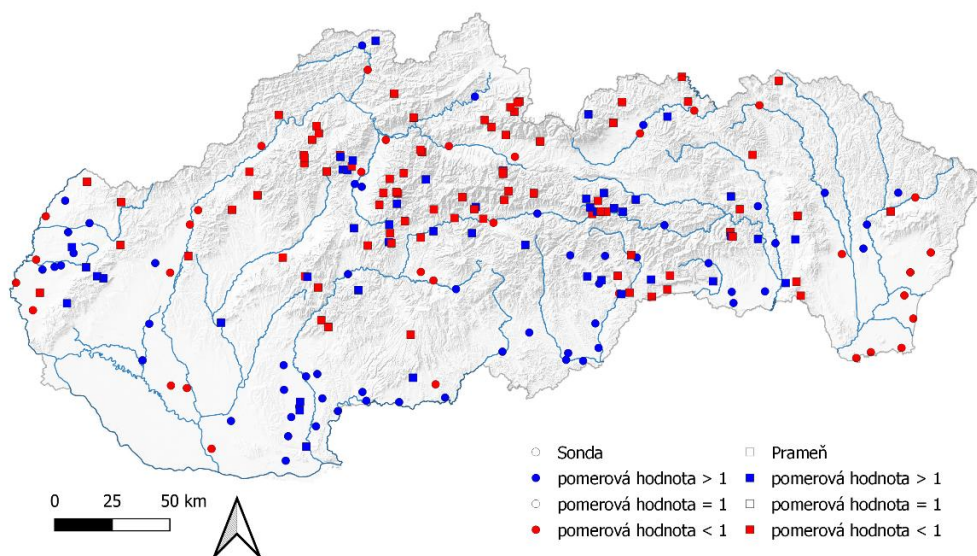 Sonda
Prameň
pomerová hodnota > 1
pomerová hodnota > 1
pomerová hodnota = 1
pomerová hodnota = 1
pomerová hodnota < 1
pomerová hodnota < 1
0 25 50 km